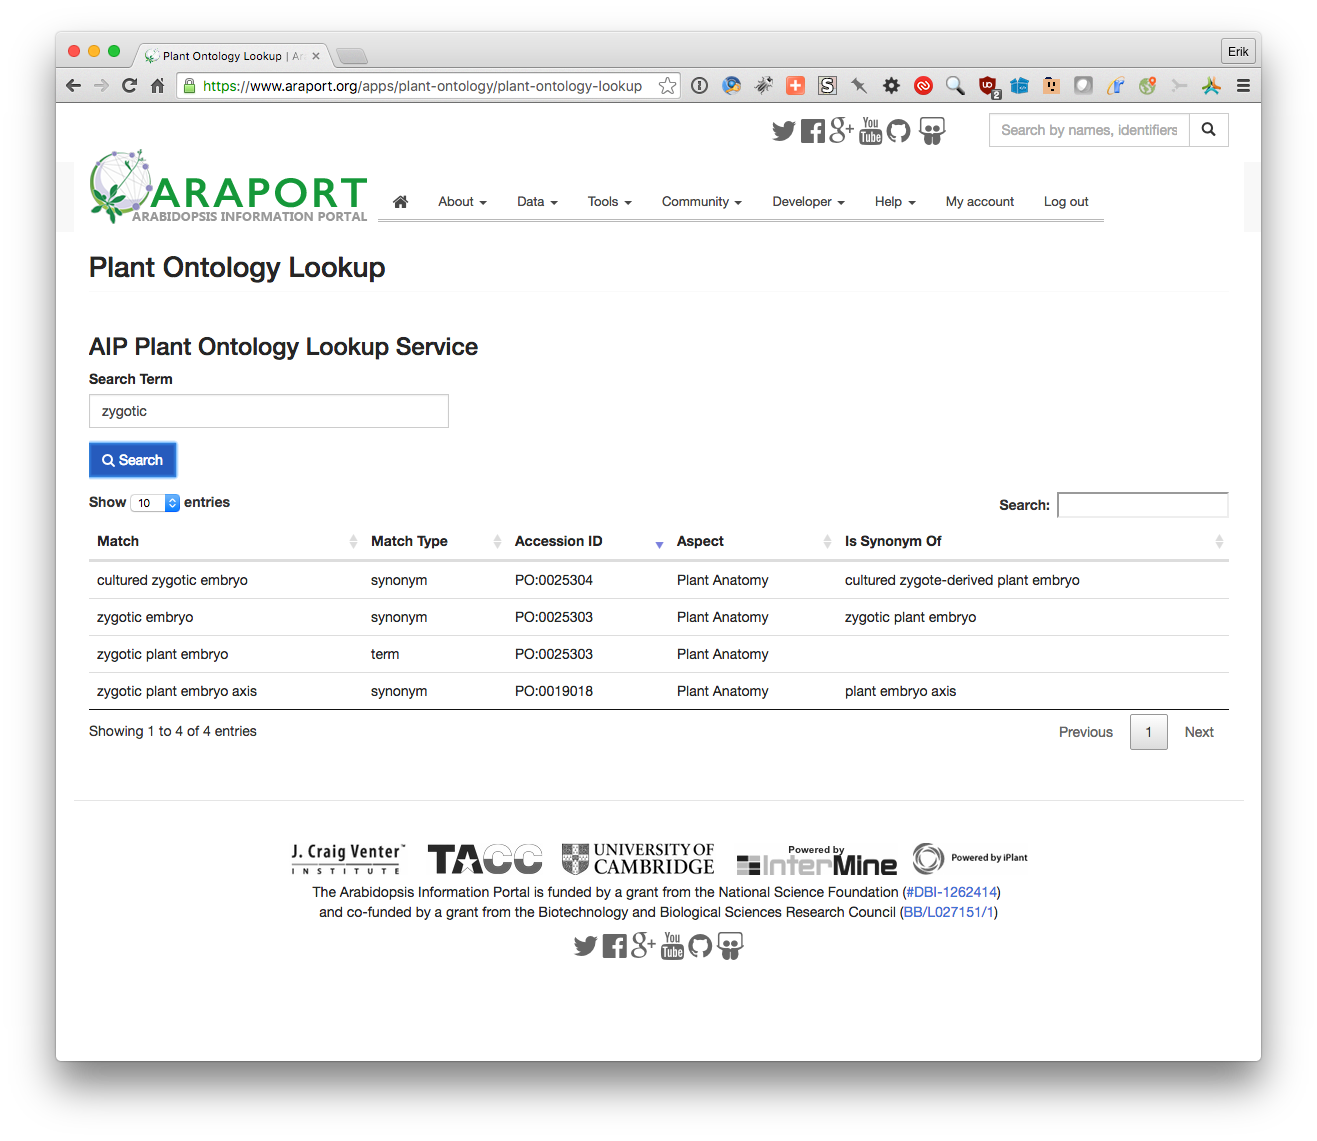 Plant Ontology Lookup | Ar
Erik
https://www.araport.org/apps/plant-ontology/plant-ontology-lookup
2
You Tube
Search by names, identifiers
ARAPORT
ARABIDOPSIS INFORMATION PORTAL
About Data Tools Community Developer Help My account Log out
Plant Ontology Lookup
AIP Plant Ontology Lookup Service
Search Term
zygotic
Search
Show 10 entries Search:
Match Match Type Accession ID Aspect Is Synonym Of
cultured zygotic embryo synonym PO:0025304 Plant Anatomy cultured zygote-derived plant embryo
zygotic embryo synonym PO:0025303 Plant Anatomy zygotic plant embryo
zygotic plant embryo term PO:0025303 Plant Anatomy
zygotic plant embryo axis synonym PO:0019018 Plant Anatomy plant embryo axis
Showing 1 to 4 of 4 entries Previous 1 Next
J. Craig Venter™ INSTITUTE
TACC
UNIVERSITY OF CAMBRIDGE
Powered by InterMine
Powered by iPlant
The Arabidopsis Information Portal is funded by a grant from the National Science Foundation (#DBI-1262414)
and co-funded by a grant from the Biotechnology and Biological Sciences Research Council (BB/L027151/1)
You Tube